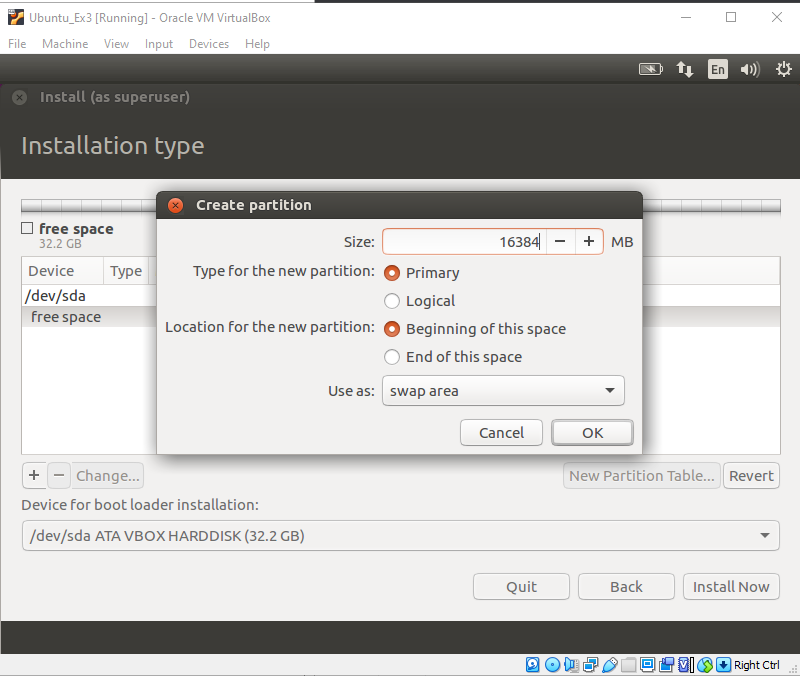 Ubuntu_Ex3 [Running] - Oracle VM VirtualBox
File Machine View Input Devices Help
En
Install (as superuser)
Installation type
Create partition
free space
32.2 GB
Size: 16384 − + MB
Device Type
Type for the new partition: Primary
/dev/sda
Logical
free space
Location for the new partition: Beginning of this space
End of this space
Use as: swap area
Cancel OK
+ − Change... New Partition Table... Revert
Device for boot loader installation:
/dev/sda ATA VBOX HARDDISK (32.2 GB)
Quit Back Install Now
Right Ctrl